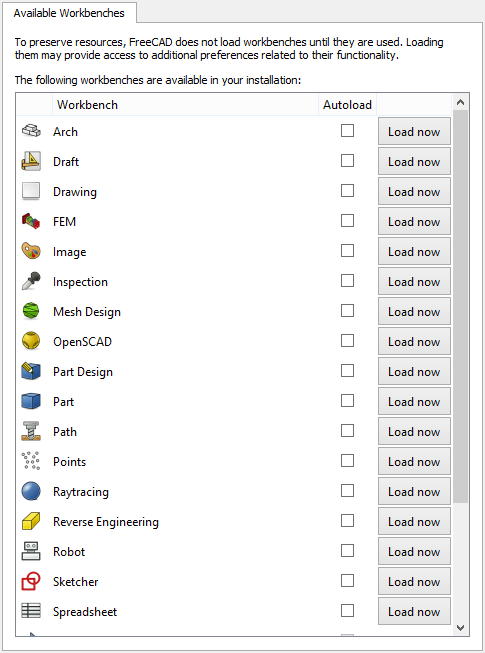 Available Workbenches
To preserve resources, FreeCAD does not load workbenches until they are used. Loading
them may provide access to additional preferences related to their functionality.
The following workbenches are available in your installation:
Workbench Autoload
Arch Load now
Draft Load now
Drawing Load now
FEM Load now
Image Load now
Inspection Load now
Mesh Design Load now
OpenSCAD Load now
Part Design Load now
Part Load now
Path Load now
Points Load now
Raytracing Load now
Reverse Engineering Load now
Robot Load now
Sketcher Load now
Spreadsheet Load now